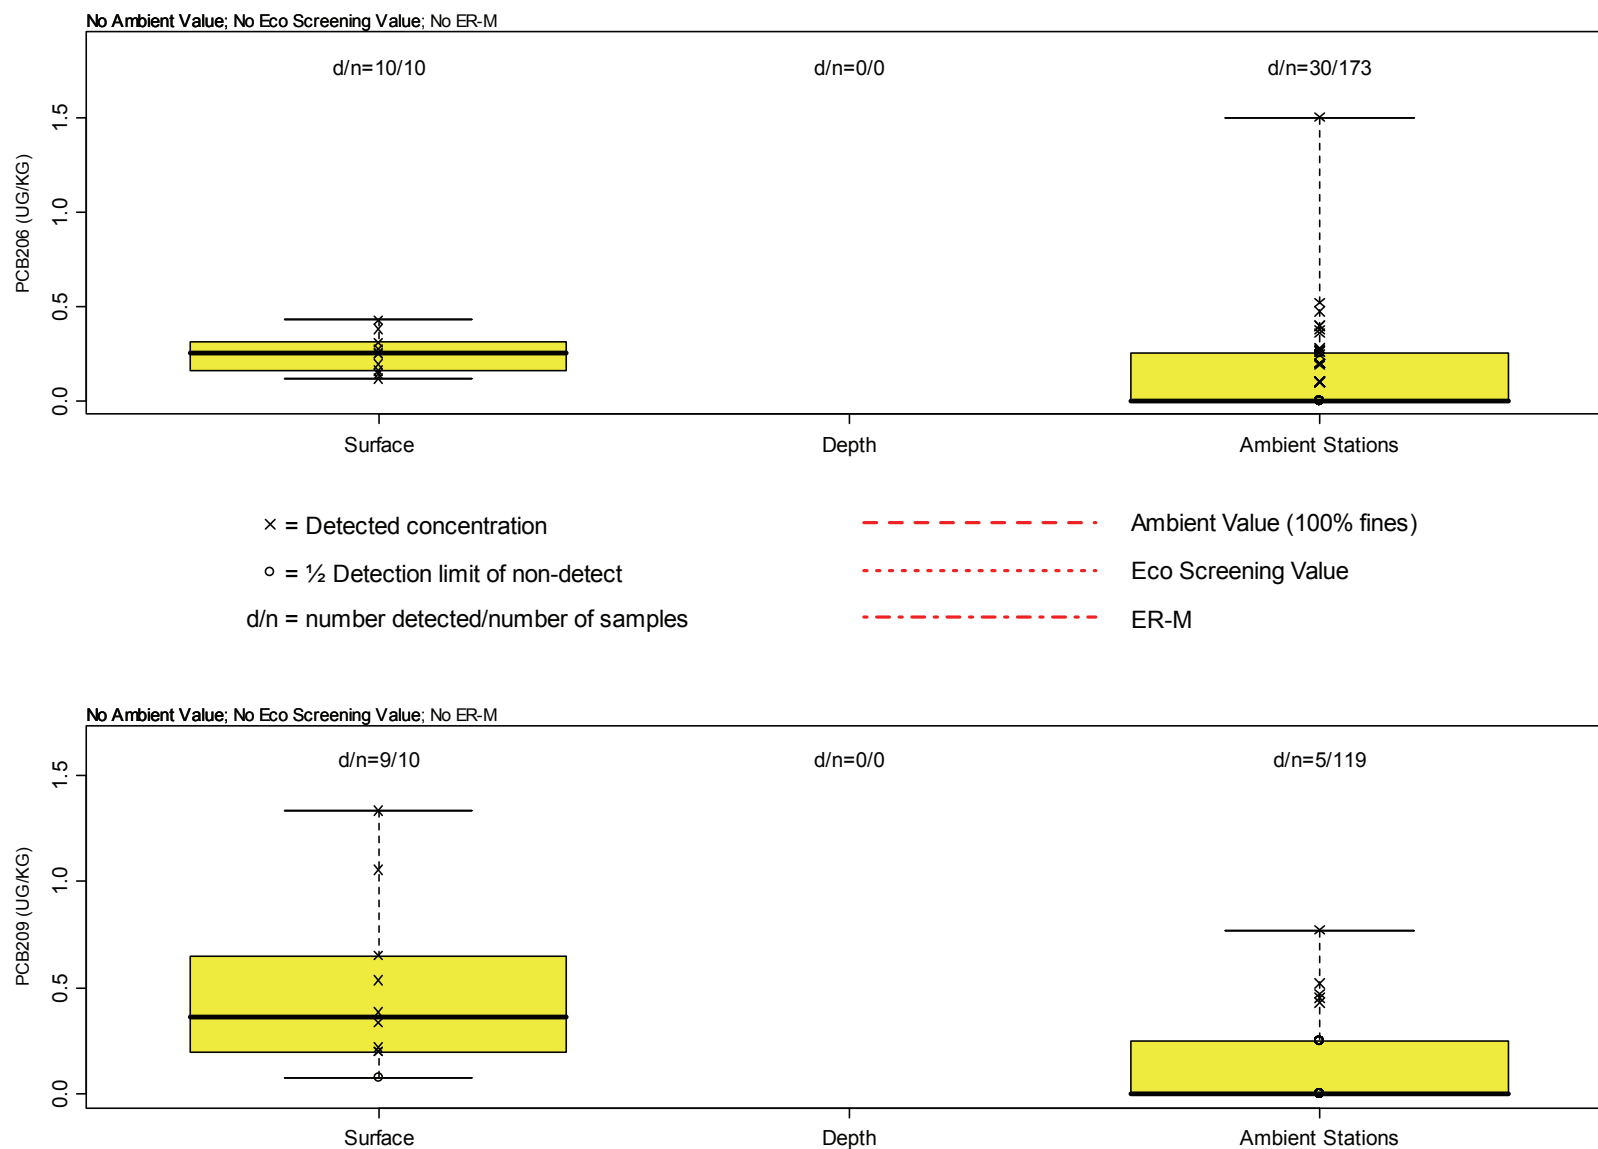 No Ambient Value; No Eco Screening Value; No ER-M
d/n=10/10 d/n=0/0 d/n=30/173
PCB206 (UG/KG)
1.5
1.0
0.5
0.0
Surface Depth Ambient Stations
× = Detected concentration
Ambient Value (100% fines)
o = ½ Detection limit of non-detect
Eco Screening Value
d/n = number detected/number of samples
ER-M
No Ambient Value; No Eco Screening Value; No ER-M
d/n=9/10 d/n=0/0 d/n=5/119
PCB209 (UG/KG)
1.5
1.0
0.5
0.0
Surface Depth Ambient Stations